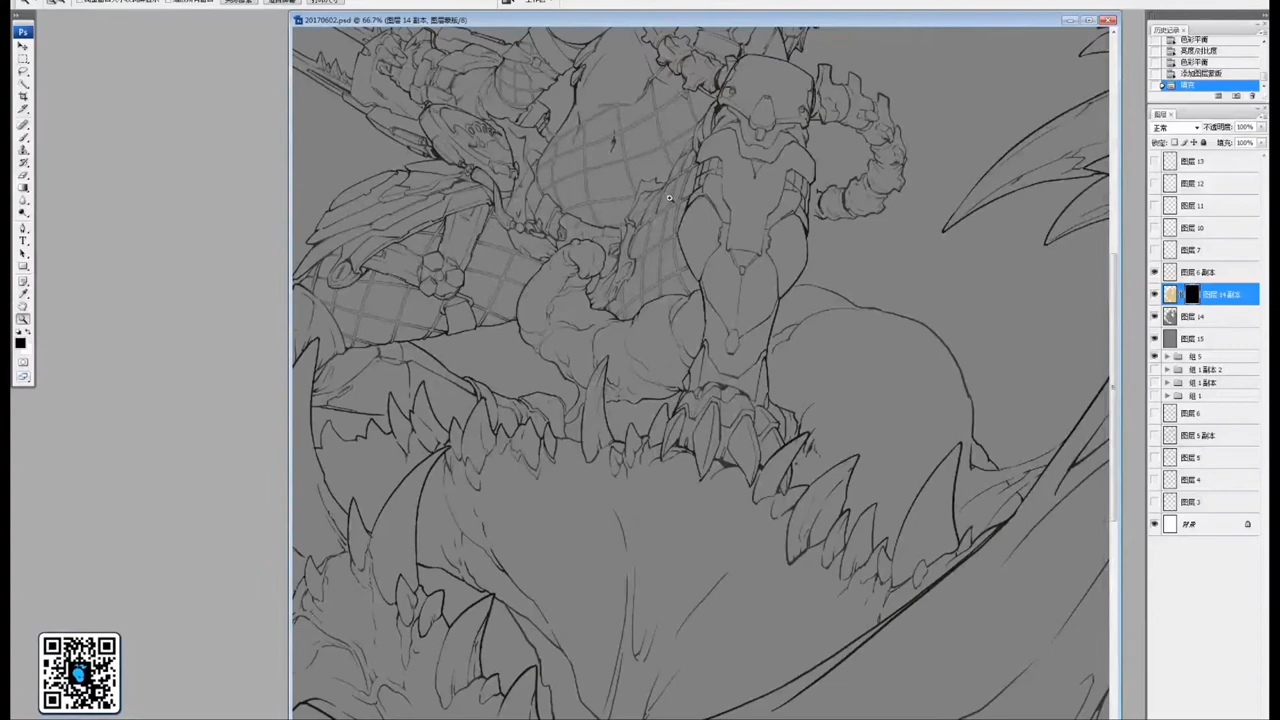 20170602.psd @ 66.7% (图层 14 副本, 图层蒙版/8)
Ps
历史记录
色彩平衡
亮度/对比度
色彩平衡
添加图层蒙版
填充
图层
正常
不透明度: 100%
锁定:
填充: 100%
图层 13
图层 12
图层 11
图层 10
图层 7
图层 6 副本
图层 14 副本
图层 14
图层 15
组 5
组 1 副本 2
组 1 副本
组 1
图层 6
图层 5 副本
图层 5
图层 4
图层 3
背景